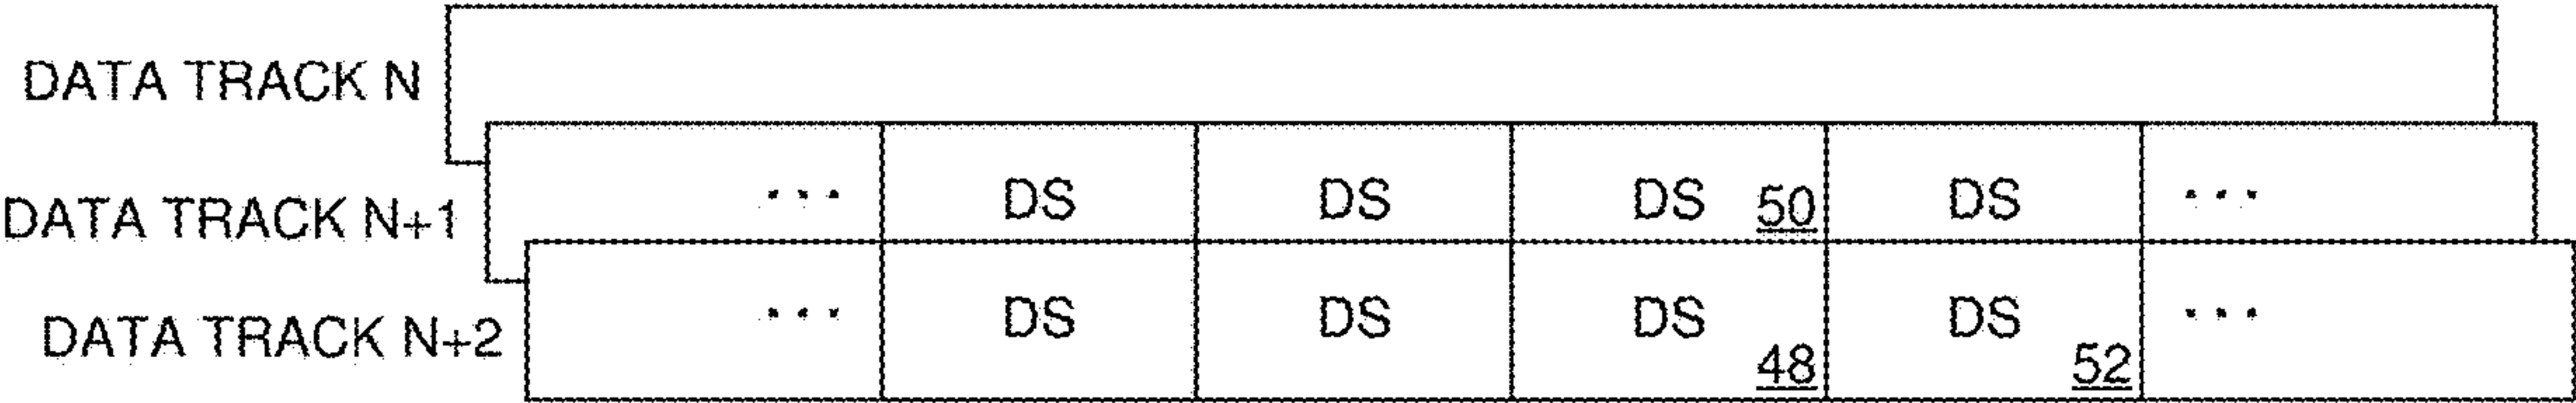 DATA TRACK N
DATA TRACK N+1 ... DS DS DS 50 DS ...
DATA TRACK N+2 ... DS DS DS 48 DS 52 ...